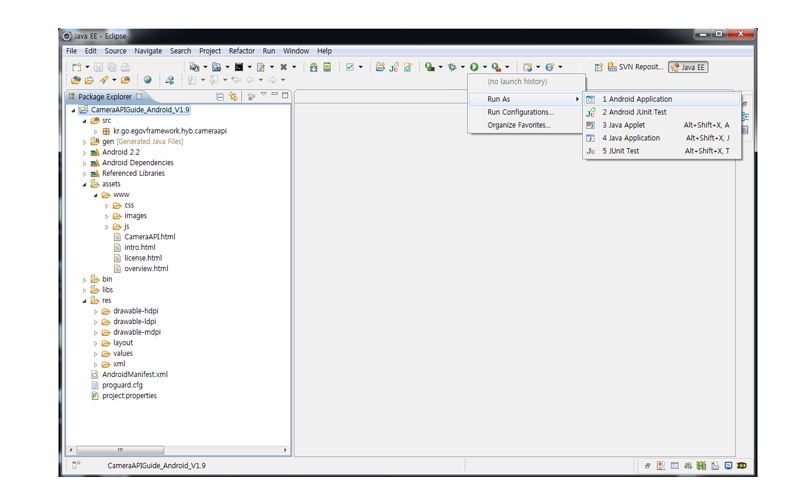 Java EE - Eclipse
File Edit Source Navigate Search Project Refactor Run Window Help
SVN Reposit... Java EE
(no launch history)
Run As
Run Configurations...
Organize Favorites...
1 Android Application
2 Android JUnit Test
3 Java Applet Alt+Shift+X, A
4 Java Application Alt+Shift+X, J
5 JUnit Test Alt+Shift+X, T
Package Explorer
CameraAPIGuide_Android_V1.9
src
kr.go.egovframework.hyb.cameraapi
gen [Generated Java Files]
Android 2.2
Android Dependencies
Referenced Libraries
assets
www
css
images
js
CameraAPI.html
intro.html
license.html
overview.html
bin
libs
res
drawable-hdpi
drawable-ldpi
drawable-mdpi
layout
values
xml
AndroidManifest.xml
proguard.cfg
project.properties
CameraAPIGuide_Android_V1.9